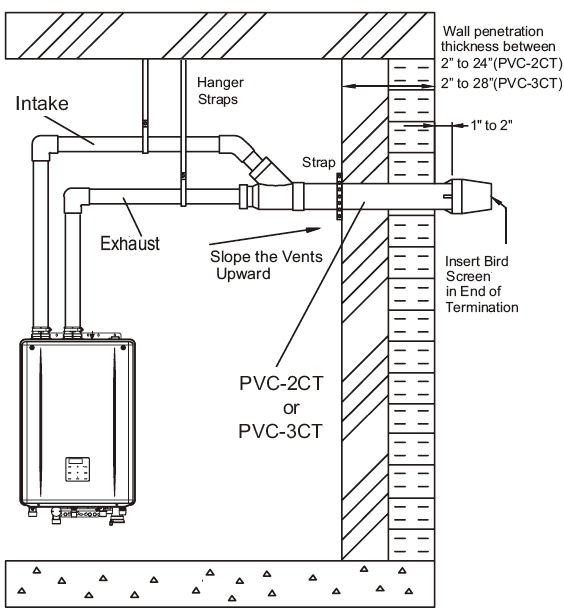 Wall penetration
thickness between
2” to 24”(PVC-2CT)
2” to 28”(PVC-3CT)
Hanger
Straps
Intake
1" to 2"
Strap
Exhaust
Slope the Vents
Upward
Insert Bird
Screen
in End of
Termination
PVC-2CT
or
PVC-3CT